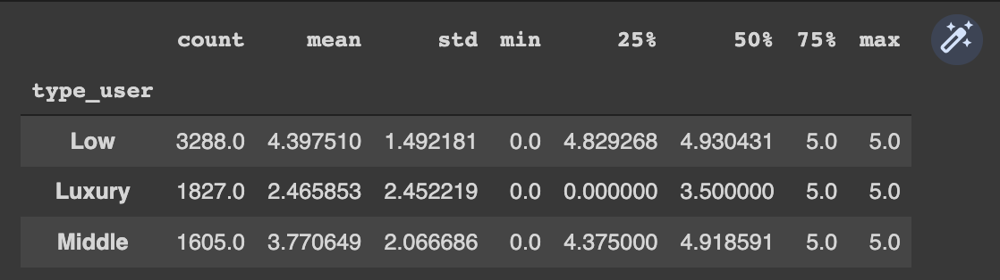 count mean std min 25% 50% 75% max
type_user
Low 3288.0 4.397510 1.492181 0.0 4.829268 4.930431 5.0 5.0
Luxury 1827.0 2.465853 2.452219 0.0 0.000000 3.500000 5.0 5.0
Middle 1605.0 3.770649 2.066686 0.0 4.375000 4.918591 5.0 5.0